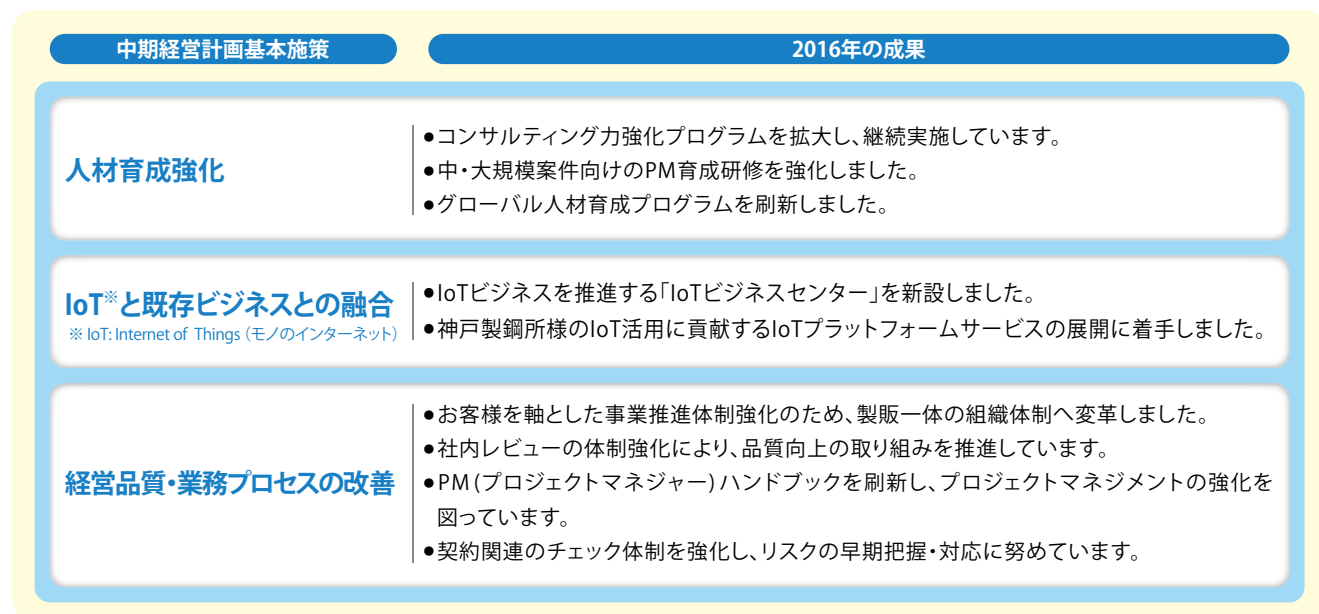 中期経営計画基本施策
2016年の成果
人材育成強化
●コンサルティング力強化プログラムを拡大し、継続実施しています。
●中・大規模案件向けのPM育成研修を強化しました。
●グローバル人材育成プログラムを刷新しました。
IoT※と既存ビジネスとの融合
※ IoT: Internet of Things（モノのインターネット）
●IoTビジネスを推進する「IoTビジネスセンター」を新設しました。
●神戸製鋼所様のIoT活用に貢献するIoTプラットフォームサービスの展開に着手しました。
経営品質・業務プロセスの改善
●お客様を軸とした事業推進体制強化のため、製販一体の組織体制へ変革しました。
●社内レビューの体制強化により、品質向上の取り組みを推進しています。
●PM(プロジェクトマネジャー)ハンドブックを刷新し、プロジェクトマネジメントの強化を
図っています。
●契約関連のチェック体制を強化し、リスクの早期把握・対応に努めています。